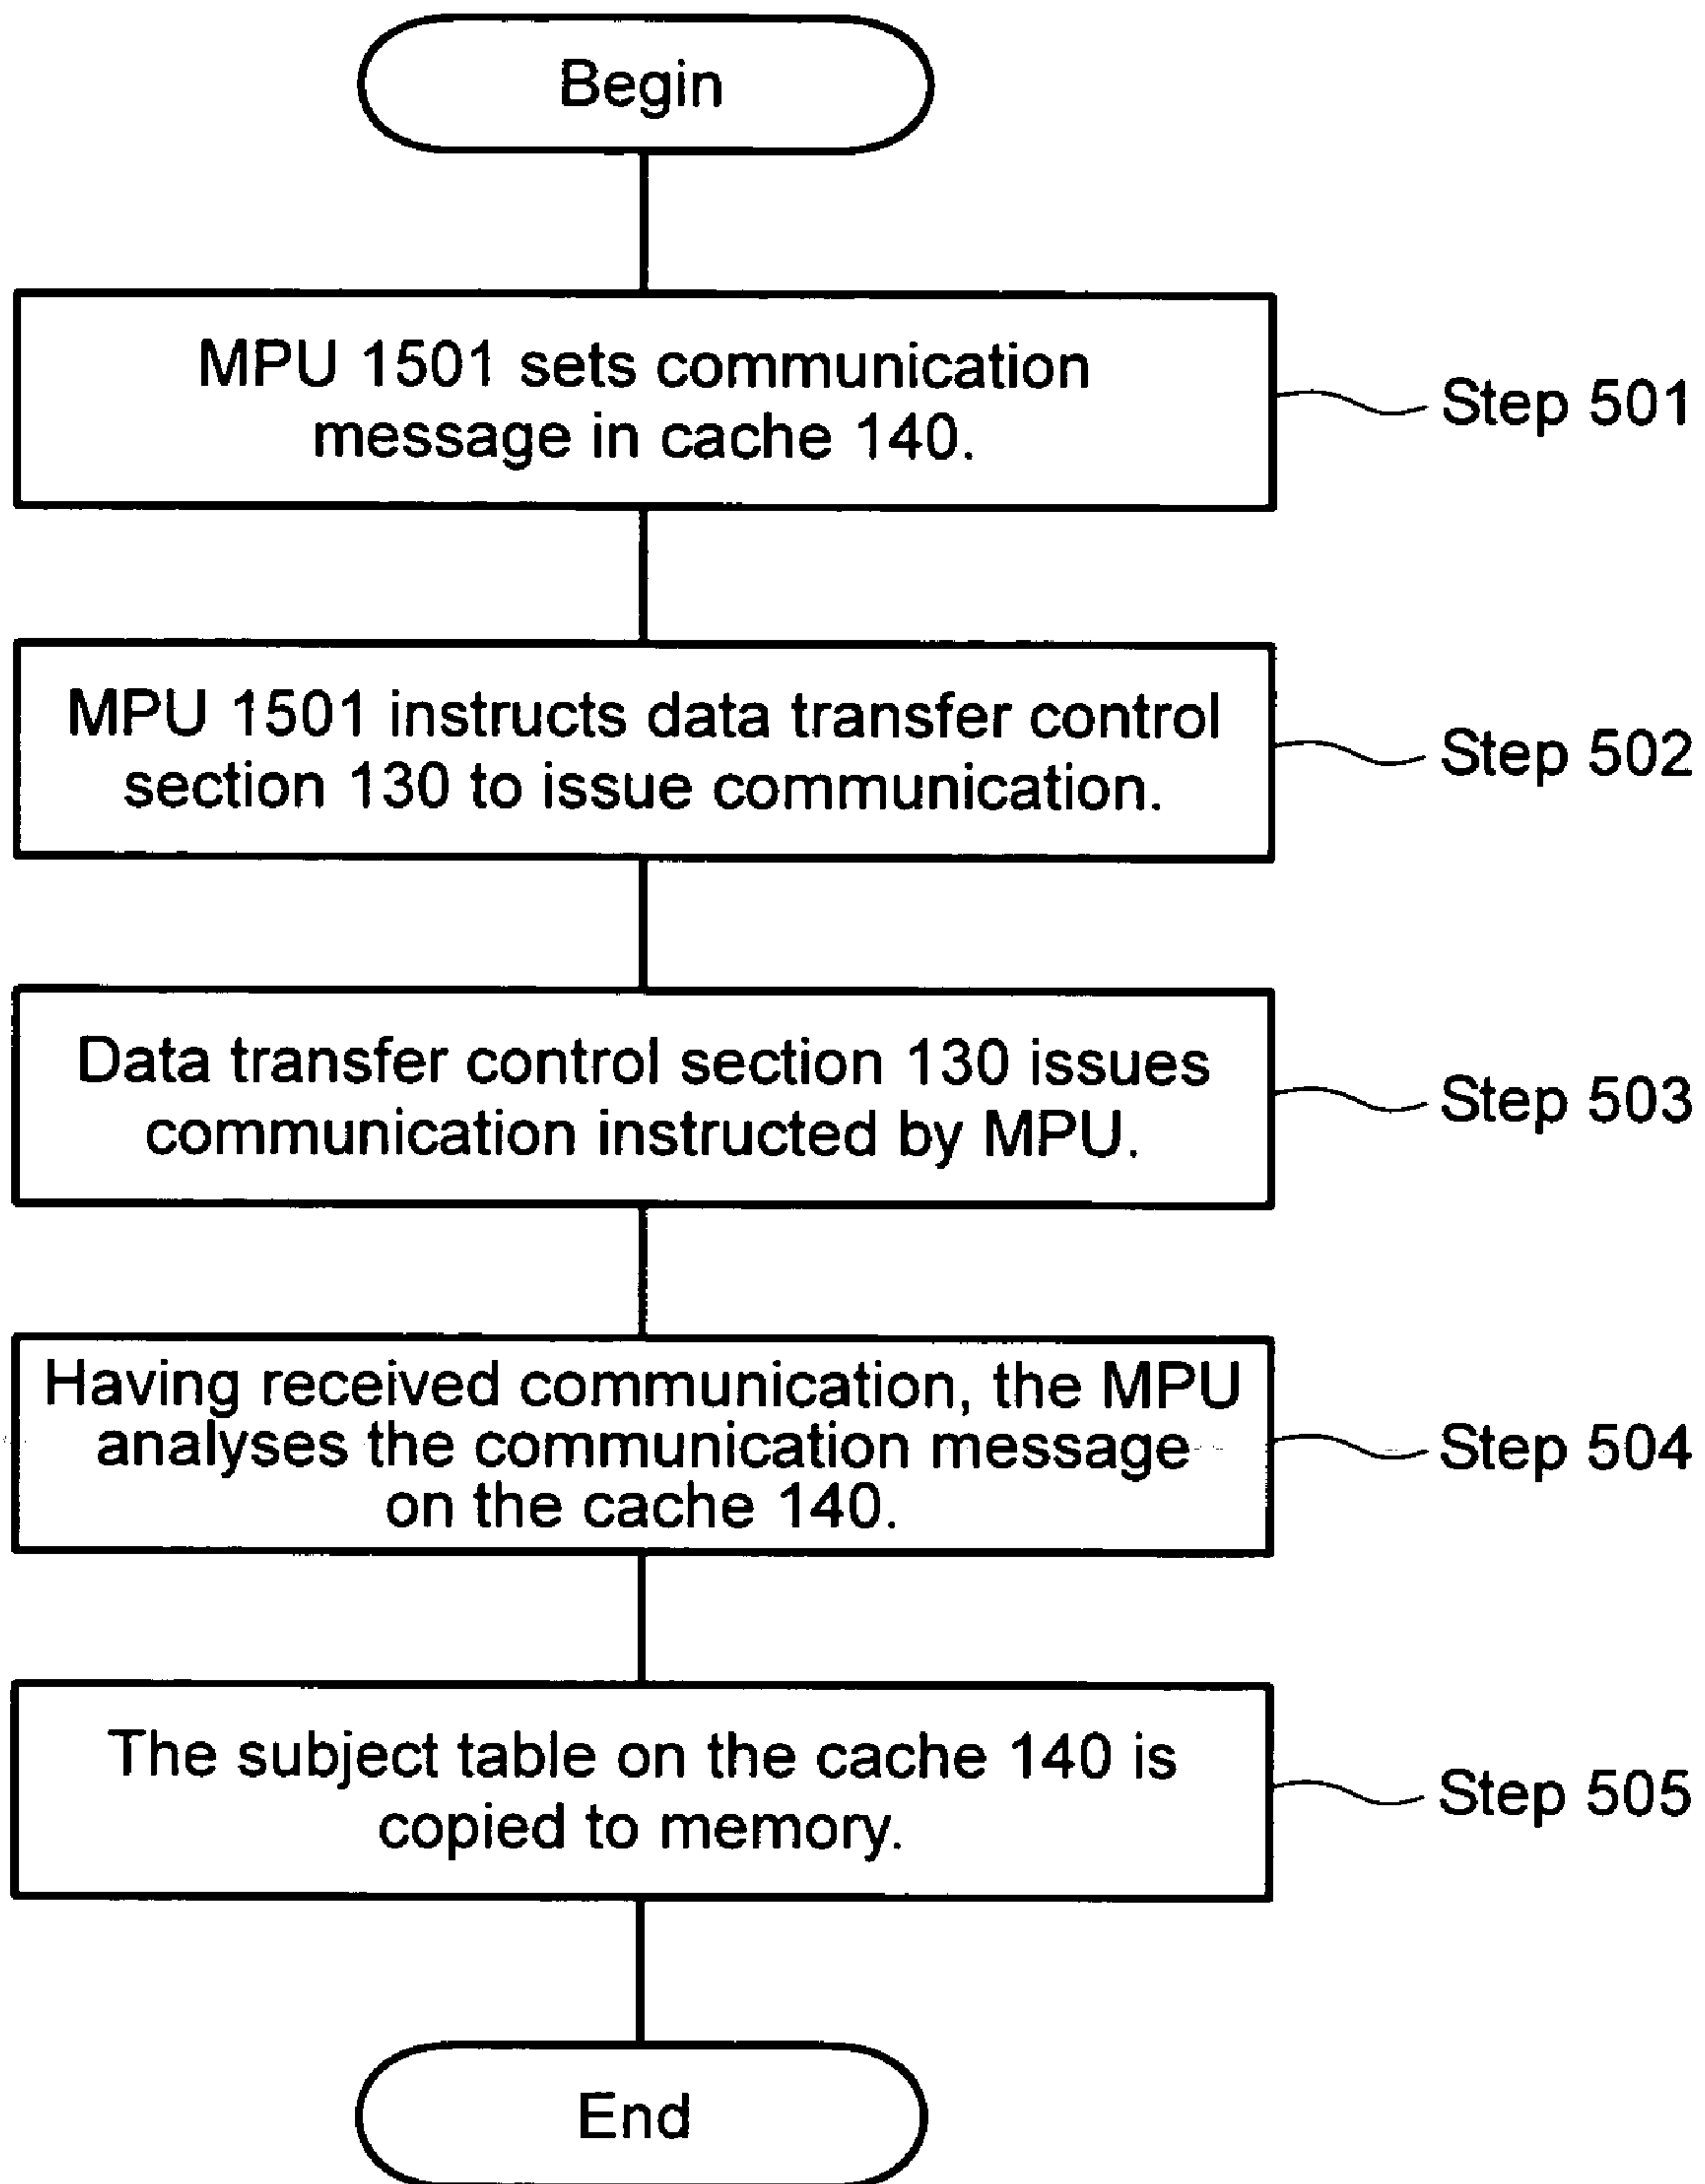 Begin
MPU 1501 sets communication
message in cache 140.
Step 501
MPU 1501 instructs data transfer control
section 130 to issue communication.
Step 502
Data transfer control section 130 issues
communication instructed by MPU.
Step 503
Having received communication, the MPU
analyses the communication message
on the cache 140.
Step 504
The subject table on the cache 140 is
copied to memory.
Step 505
End